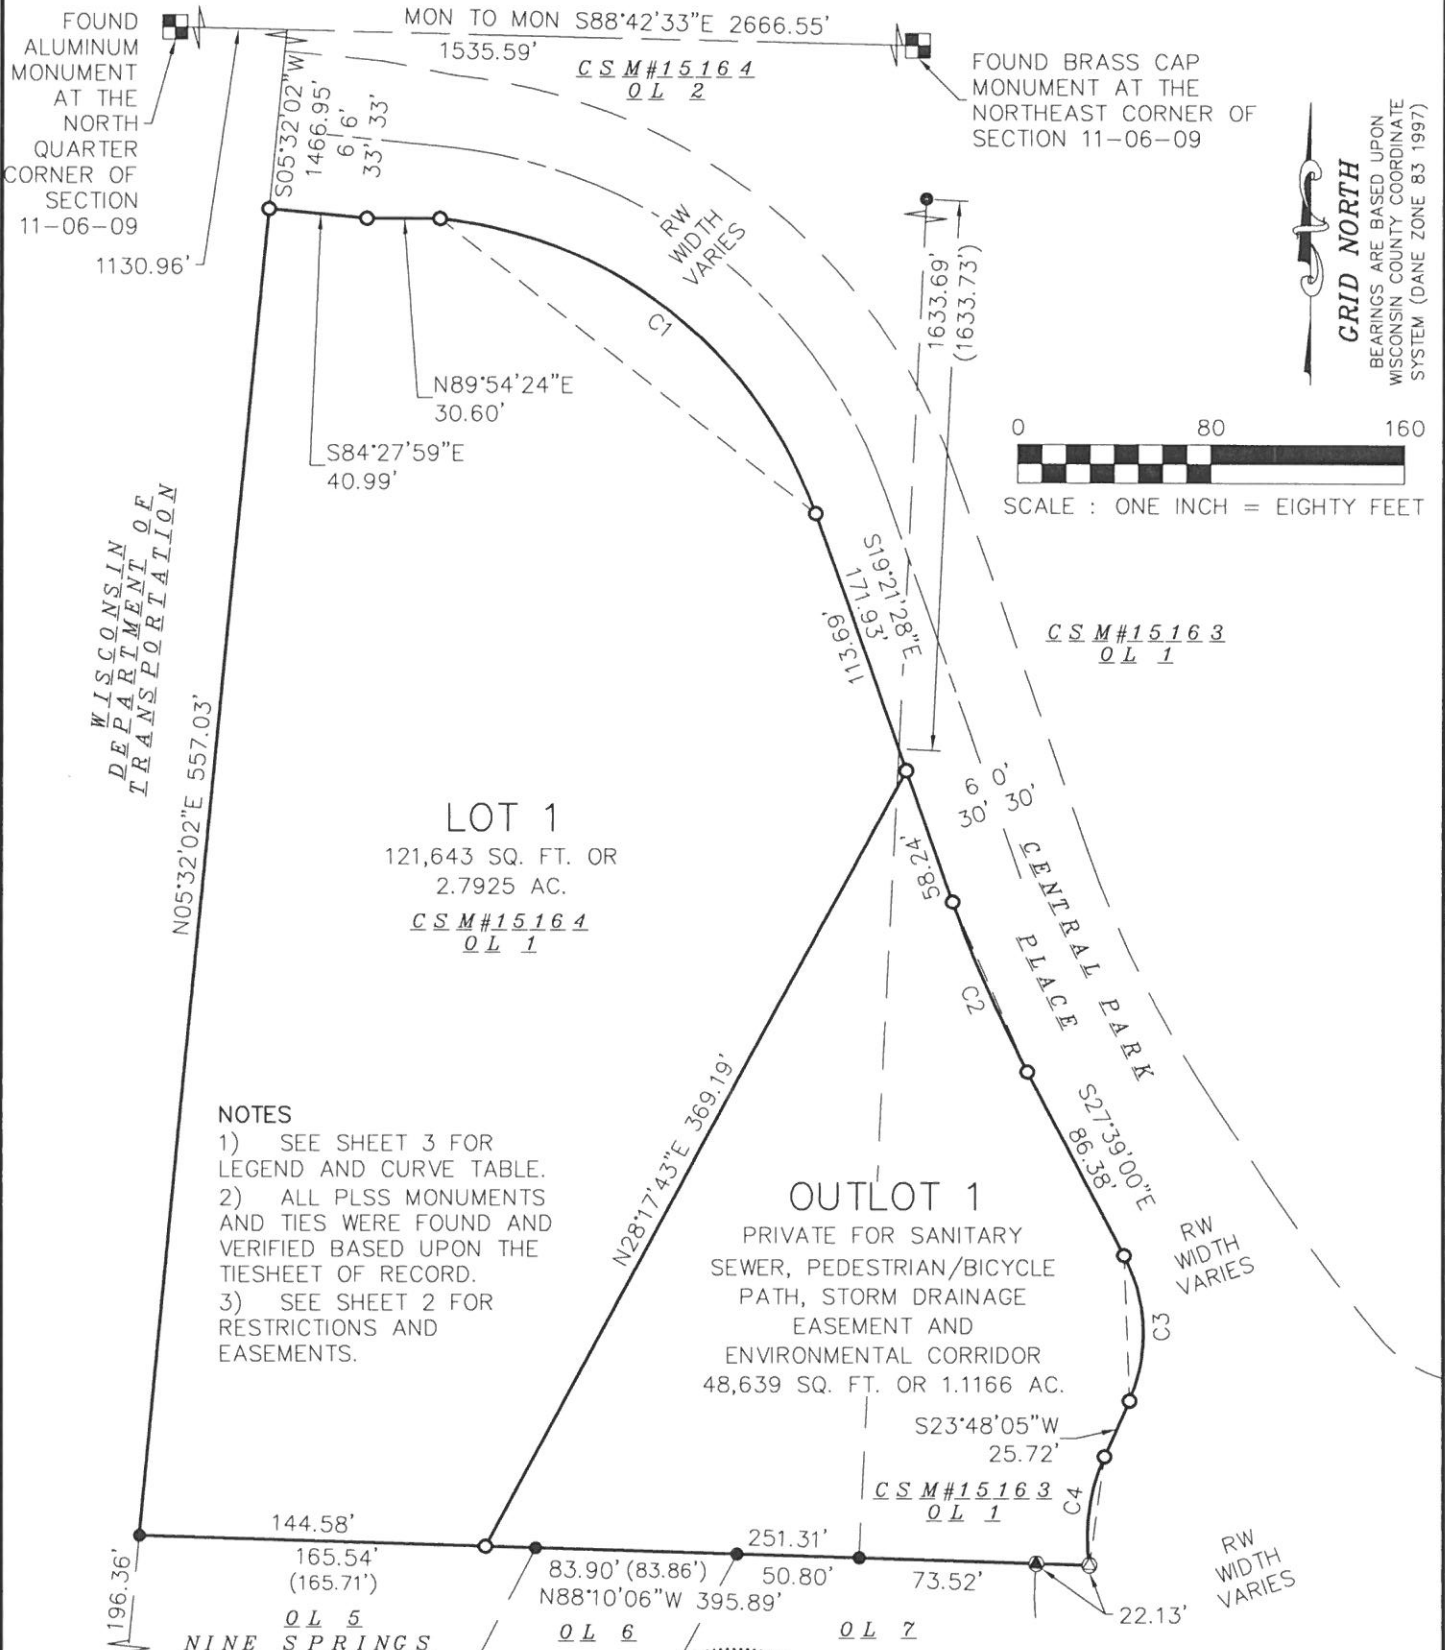 FOUND
ALUMINUM
MONUMENT
AT THE
NORTH
QUARTER
CORNER OF
SECTION
11-06-09
1130.96'
MON TO MON S88°42'33"E 2666.55'
1535.59'
CSM#15164
OL 2
FOUND BRASS CAP
MONUMENT AT THE
NORTHEAST CORNER OF
SECTION 11-06-09
S05°32'02"W
1466.95'
6 6'
33' 33'
RW
WIDTH
VARIES
1633.69'
(1633.73')
GRID NORTH
BEARINGS ARE BASED UPON
WISCONSIN COUNTY COORDINATE
SYSTEM (DANE ZONE 83 1997)
0 80 160
SCALE : ONE INCH = EIGHTY FEET
C1
N89°54'24"E
30.60'
S84°27'59"E
40.99'
WISCONSIN
DEPARTMENT OF
TRANSPORTATION
N05°32'02"E 557.03'
S19°21'28"E
171.93'
113.69'
CSM#15163
OL 1
6 0'
30' 30'
CENTRAL PARK
PLACE
58.24'
C2
LOT 1
121,643 SQ. FT. OR
2.7925 AC.
CSM#15164
OL 1
N28°17'43"E 369.19'
S27°39'00"E
86.38'
NOTES
1) SEE SHEET 3 FOR
LEGEND AND CURVE TABLE.
2) ALL PLSS MONUMENTS
AND TIES WERE FOUND AND
VERIFIED BASED UPON THE
TIESHEET OF RECORD.
3) SEE SHEET 2 FOR
RESTRICTIONS AND
EASEMENTS.
OUTLOT 1
PRIVATE FOR SANITARY
SEWER, PEDESTRIAN/BICYCLE
PATH, STORM DRAINAGE
EASEMENT AND
ENVIRONMENTAL CORRIDOR
48,639 SQ. FT. OR 1.1166 AC.
RW
WIDTH
VARIES
C3
S23°48'05"W
25.72'
CSM#15163
OL 1
C4
144.58'
165.54'
(165.71')
196.36'
251.31'
83.90' (83.86')
50.80'
73.52'
N88°10'06"W 395.89'
22.13'
RW
WIDTH
VARIES
OL 5
NINE SPRINGS
OL 6
OL 7